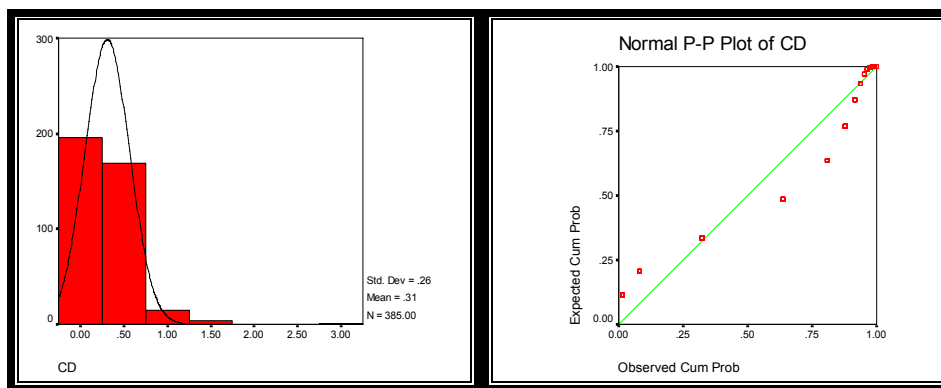 300
200
100
0
0.00 .50 1.00 1.50 2.00 2.50 3.00
CD
Std. Dev = .26
Mean = .31
N = 385.00
Normal P-P Plot of CD
1.00
.75
.50
.25
0.00
0.00 .25 .50 .75 1.00
Expected Cum Prob
Observed Cum Prob